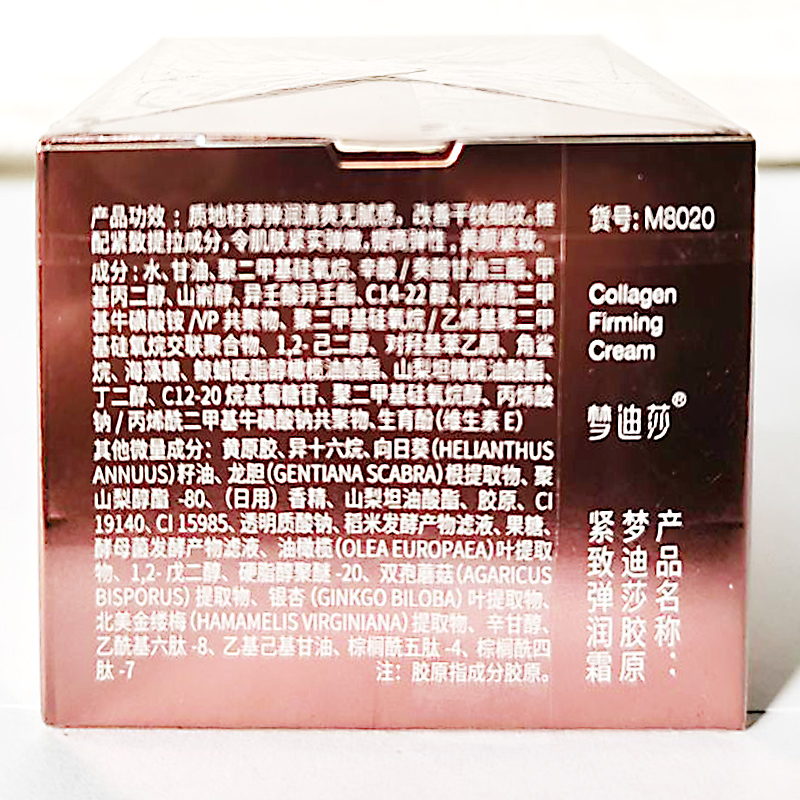 产品功效：质地轻薄弹润清爽无腻感，改善干纹细纹，搭
配紧致提拉成分，令肌肤紧实弹嫩，提高弹性，美颜紧致。
成分：水、甘油、聚二甲基硅氧烷、辛酸/癸酸甘油三酯、甲
基丙二醇、山嵛醇、异壬酸异壬酯、C14-22醇、丙烯酰二甲
基牛磺酸铵/VP共聚物、聚二甲基硅氧烷/乙烯基聚二甲
基硅氧烷交联聚合物、1,2-己二醇、对羟基苯乙酮、角鲨
烷、海藻糖、鲸蜡硬脂醇橄榄油酸酯、山梨坦橄榄油酸酯、
丁二醇、C12-20烷基葡糖苷、聚二甲基硅氧烷醇、丙烯酸
钠/丙烯酰二甲基牛磺酸钠共聚物、生育酚(维生素E)
其他微量成分：黄原胶、异十六烷、向日葵(HELIANTHUS
ANNUUS)籽油、龙胆(GENTIANA SCABRA)根提取物、聚
山梨醇酯-80、(日用)香精、山梨坦油酸酯、胶原、CI
19140、CI 15985、透明质酸钠、稻米发酵产物滤液、果糖、
酵母菌发酵产物滤液、油橄榄(OLEA EUROPAEA)叶提取
物、1,2-戊二醇、硬脂醇聚醚-20、双孢蘑菇(AGARICUS
BISPORUS)提取物、银杏(GINKGO BILOBA)叶提取物、
北美金缕梅(HAMAMELIS VIRGINIANA)提取物、辛甘醇、
乙酰基六肽-8、乙基己基甘油、棕榈酰五肽-4、棕榈酰四
肽-7 注：胶原指成分胶原。
货号：M8020
Collagen
Firming
Cream
梦迪莎®
产品名称：
梦迪莎胶原
紧致弹润霜